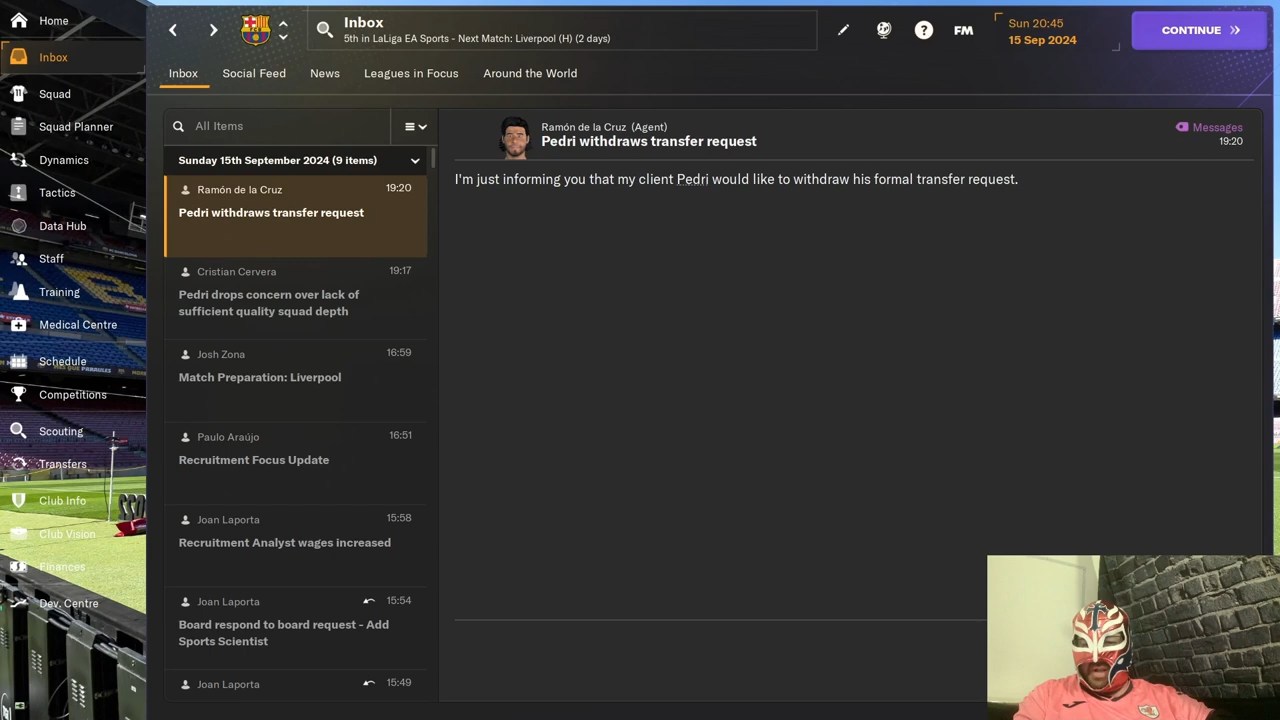 Home
Inbox
Squad
Squad Planner
Dynamics
Tactics
Data Hub
Staff
Training
Medical Centre
Schedule
Competitions
Scouting
Transfers
Club Info
Club Vision
Finances
Dev. Centre
Inbox
5th in LaLiga EA Sports - Next Match: Liverpool (H) (2 days)
FM
Sun 20:45
15 Sep 2024
CONTINUE
Inbox
Social Feed
News
Leagues in Focus
Around the World
All Items
Sunday 15th September 2024 (9 items)
Ramón de la Cruz 19:20
Pedri withdraws transfer request
Cristian Cervera 19:17
Pedri drops concern over lack of
sufficient quality squad depth
Josh Zona 16:59
Match Preparation: Liverpool
Paulo Araújo 16:51
Recruitment Focus Update
Joan Laporta 15:58
Recruitment Analyst wages increased
Joan Laporta 15:54
Board respond to board request - Add
Sports Scientist
Joan Laporta 15:49
Ramón de la Cruz (Agent)
Pedri withdraws transfer request
Messages
19:20
I'm just informing you that my client Pedri would like to withdraw his formal transfer request.